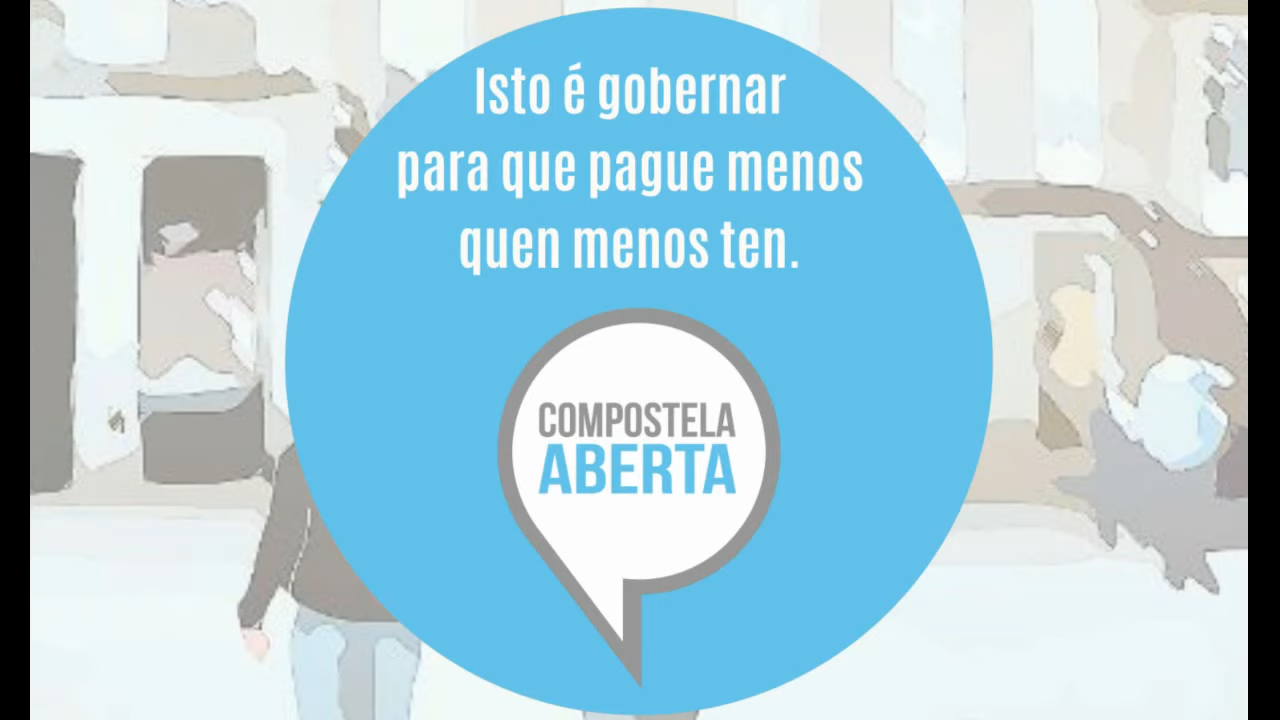 Isto é gobernar
para que pague menos
quen menos ten.
COMPOSTELA
ABERTA